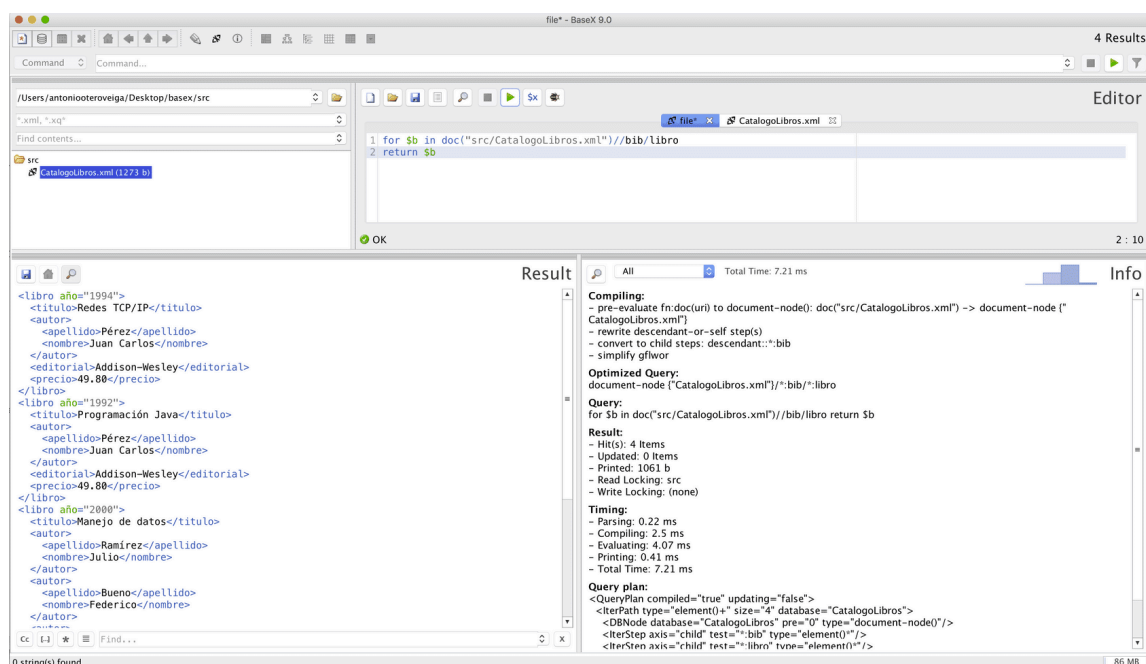 file* - BaseX 9.0
4 Results
Command
Command...
/Users/antoniooteroveiga/Desktop/basex/src
*.xml, *.xq*
Find contents...
src
CatalogoLibros.xml (1273 b)
$x
Editor
file*
CatalogoLibros.xml
1 for $b in doc("src/CatalogoLibros.xml")//bib/libro
2 return $b
OK
2 : 10
Result
<libro año="1994">
<titulo>Redes TCP/IP</titulo>
<autor>
<apellido>Pérez</apellido>
<nombre>Juan Carlos</nombre>
</autor>
<editorial>Addison-Wesley</editorial>
<precio>49.80</precio>
</libro>
<libro año="1992">
<titulo>Programación Java</titulo>
<autor>
<apellido>Pérez</apellido>
<nombre>Juan Carlos</nombre>
</autor>
<editorial>Addison-Wesley</editorial>
<precio>49.80</precio>
</libro>
<libro año="2000">
<titulo>Manejo de datos</titulo>
<autor>
<apellido>Ramírez</apellido>
<nombre>Julio</nombre>
</autor>
<autor>
<apellido>Bueno</apellido>
<nombre>Federico</nombre>
</autor>
<autor>
Cc
Find...
x
All
Total Time: 7.21 ms
Info
Compiling:
- pre-evaluate fn:doc(uri) to document-node(): doc("src/CatalogoLibros.xml") -> document-node {"
CatalogoLibros.xml"}
- rewrite descendant-or-self step(s)
- convert to child steps: descendant::*:bib
- simplify gflwor
Optimized Query:
document-node {"CatalogoLibros.xml"}/*:bib/*:libro
Query:
for $b in doc("src/CatalogoLibros.xml")//bib/libro return $b
Result:
- Hit(s): 4 Items
- Updated: 0 Items
- Printed: 1061 b
- Read Locking: src
- Write Locking: (none)
Timing:
- Parsing: 0.22 ms
- Compiling: 2.5 ms
- Evaluating: 4.07 ms
- Printing: 0.41 ms
- Total Time: 7.21 ms
Query plan:
<QueryPlan compiled="true" updating="false">
<IterPath type="element()+" size="4" database="CatalogoLibros">
<DBNode database="CatalogoLibros" pre="0" type="document-node()"/>
<IterStep axis="child" test="*:bib" type="element()*"/>
<IterStep axis="child" test="*:libro" type="element()*"/>
0 string(s) found
86 MB